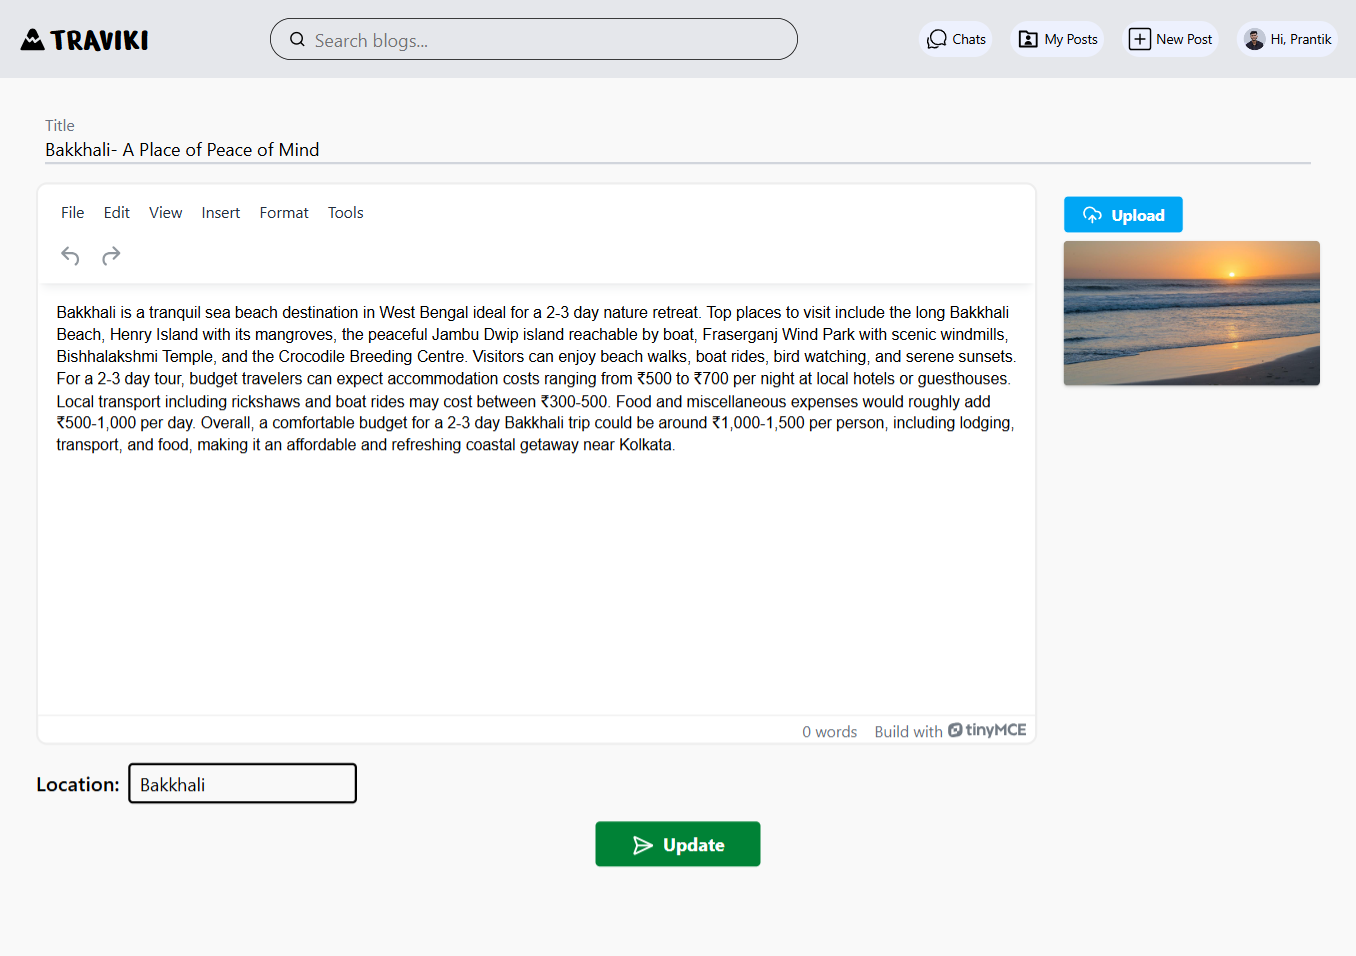 TRAVIKI
Search blogs...
Chats
My Posts
New Post
Hi, Prantik
Title
Bakkhali- A Place of Peace of Mind
File Edit View Insert Format Tools
Upload
Bakkhali is a tranquil sea beach destination in West Bengal ideal for a 2-3 day nature retreat. Top places to visit include the long Bakkhali
Beach, Henry Island with its mangroves, the peaceful Jambu Dwip island reachable by boat, Fraserganj Wind Park with scenic windmills,
Bishhalakshmi Temple, and the Crocodile Breeding Centre. Visitors can enjoy beach walks, boat rides, bird watching, and serene sunsets.
For a 2-3 day tour, budget travelers can expect accommodation costs ranging from ₹500 to ₹700 per night at local hotels or guesthouses.
Local transport including rickshaws and boat rides may cost between ₹300-500. Food and miscellaneous expenses would roughly add
₹500-1,000 per day. Overall, a comfortable budget for a 2-3 day Bakkhali trip could be around ₹1,000-1,500 per person, including lodging,
transport, and food, making it an affordable and refreshing coastal getaway near Kolkata.
0 words Build with tinyMCE
Location: Bakkhali
Update